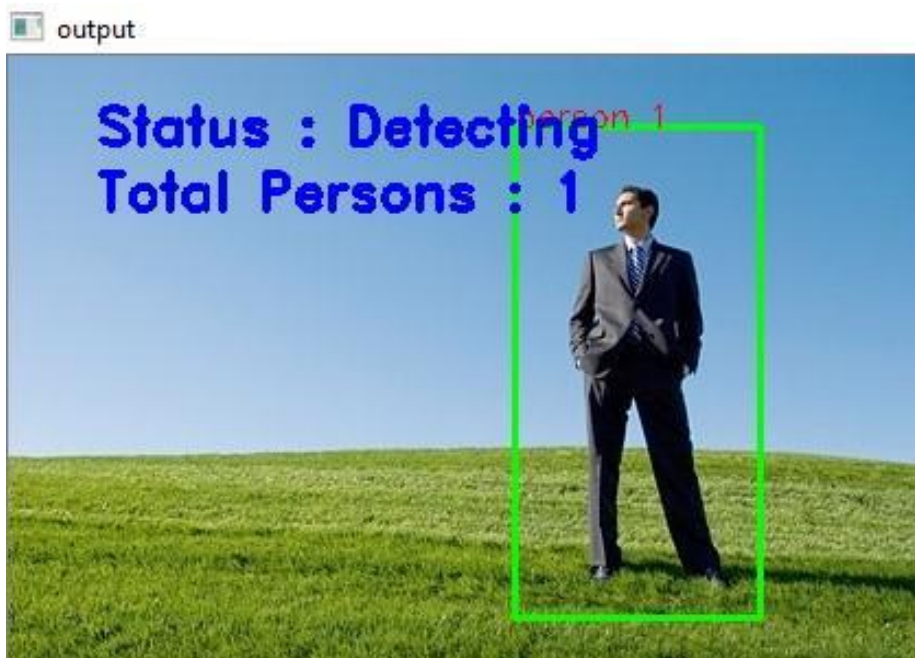 output
person 1
Status : Detecting
Total Persons : 1